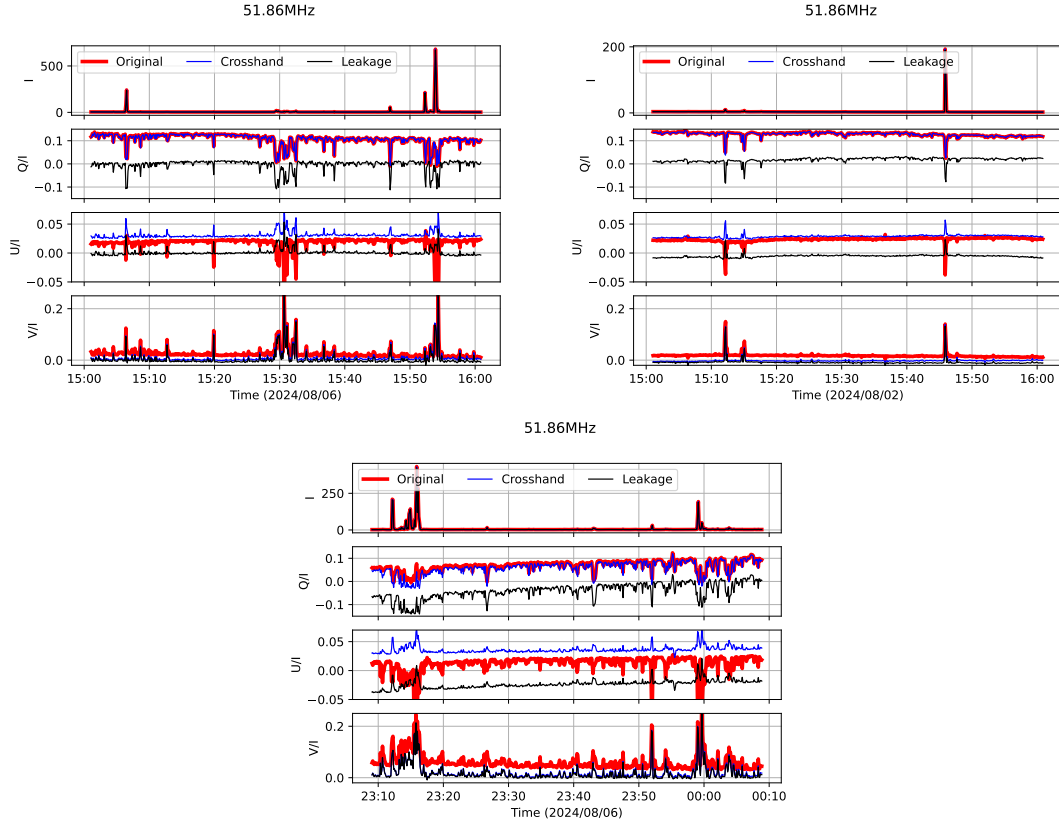 51.86MHz
500
0
I
Original Crosshand Leakage
0.1
0.0
−0.1
Q/I
0.05
0.00
−0.05
U/I
0.2
0.0
V/I
15:00 15:10 15:20 15:30 15:40 15:50 16:00
Time (2024/08/06)
51.86MHz
200
0
I
Original Crosshand Leakage
0.1
0.0
−0.1
Q/I
0.05
0.00
−0.05
U/I
0.2
0.0
V/I
15:00 15:10 15:20 15:30 15:40 15:50 16:00
Time (2024/08/02)
51.86MHz
250
0
I
Original Crosshand Leakage
0.1
0.0
−0.1
Q/I
0.05
0.00
−0.05
U/I
0.2
0.0
V/I
23:10 23:20 23:30 23:40 23:50 00:00 00:10
Time (2024/08/06)